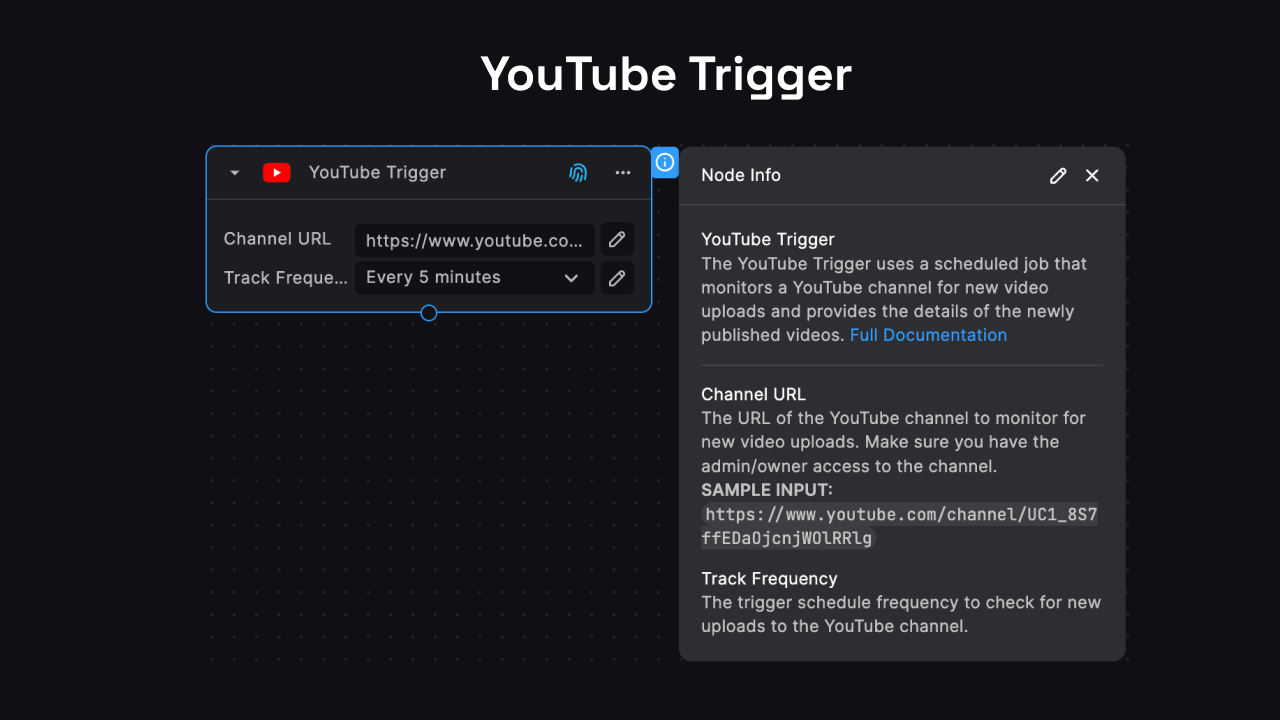 YouTube Trigger
YouTube Trigger
Channel URL
https://www.youtube.co...
Track Freque...
Every 5 minutes
Node Info
YouTube Trigger
The YouTube Trigger uses a scheduled job that
monitors a YouTube channel for new video
uploads and provides the details of the newly
published videos. Full Documentation
Channel URL
The URL of the YouTube channel to monitor for
new video uploads. Make sure you have the
admin/owner access to the channel.
SAMPLE INPUT:
https://www.youtube.com/channel/UC1_8S7
ffEDaOjcnjWOlRRlg
Track Frequency
The trigger schedule frequency to check for new
uploads to the YouTube channel.